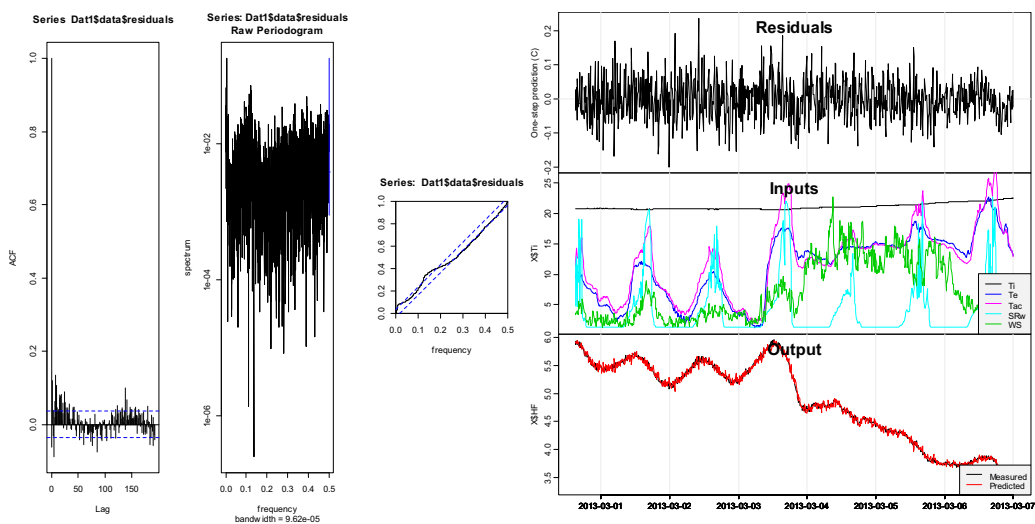 Series  Dat1$data$residuals
ACF
1.0
0.8
0.6
0.4
0.2
0.0
0 50 100 150
Lag
Series: Dat1$data$residuals
Raw Periodogram
spectrum
1e-02
1e-04
1e-06
0.0 0.1 0.2 0.3 0.4 0.5
frequency
bandwidth = 9.62e-05
Series:  Dat1$data$residuals
1.0
0.8
0.6
0.4
0.2
0.0
0.0 0.1 0.2 0.3 0.4 0.5
frequency
Residuals
One-step prediction (C)
0.2
0.1
0.0
-0.1
-0.2
Inputs
X$Ti
25
20
15
10
5
Ti
Te
Tac
SRw
WS
Output
X$HF
6.0
5.5
5.0
4.5
4.0
3.5
Measured
Predicted
2013-03-01 2013-03-02 2013-03-03 2013-03-04 2013-03-05 2013-03-06 2013-03-07